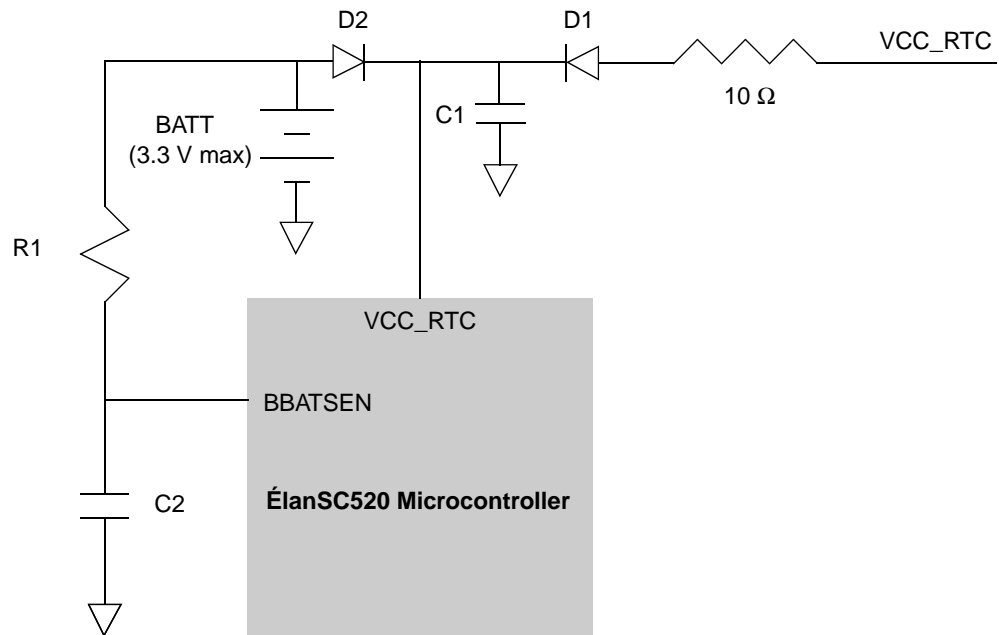 D2
D1
VCC_RTC
10 Ω
C1
BATT
(3.3 V max)
R1
VCC_RTC
BBATSEN
C2
ÉlanSC520 Microcontroller